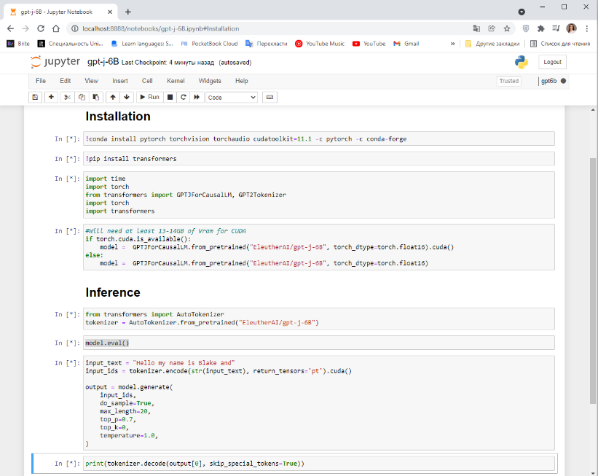 gpt-j-6B - Jupyter Notebook
localhost:8888/notebooks/gpt-j-6B.ipynb#Installation
Binte Специальность Learn languages S... PocketBook Cloud Переклясти YouTube Music YouTube Gmail » Другие закладки Список для чтения
jupyter gpt-j-6B Last Checkpoint: 4 минуты назад (autosaved) Logout
File Edit View Insert Cell Kernel Widgets Help Trusted gpt6b
Run Code
Installation
In [*]: !conda install pytorch torchvision torchaudio cudatoolkit=11.1 -c pytorch -c conda-forge
In [*]: !pip install transformers
In [*]: import time
import torch
from transformers import GPTJForCausalLM, GPT2Tokenizer
import torch
import transformers
In [*]: #Will need at least 13-14GB of Vram for CUDA
if torch.cuda.is_available():
model = GPTJForCausalLM.from_pretrained("EleutherAI/gpt-j-6B", torch_dtype=torch.float16).cuda()
else:
model = GPTJForCausalLM.from_pretrained("EleutherAI/gpt-j-6B", torch_dtype=torch.float16)
Inference
In [*]: from transformers import AutoTokenizer
tokenizer = AutoTokenizer.from_pretrained("EleutherAI/gpt-j-6B")
In [*]: model.eval()
In [*]: input_text = "Hello my name is Blake and"
input_ids = tokenizer.encode(str(input_text), return_tensors='pt').cuda()
output = model.generate(
input_ids,
do_sample=True,
max_length=20,
top_p=0.7,
top_k=0,
temperature=1.0,
)
In [*]: print(tokenizer.decode(output[0], skip_special_tokens=True))